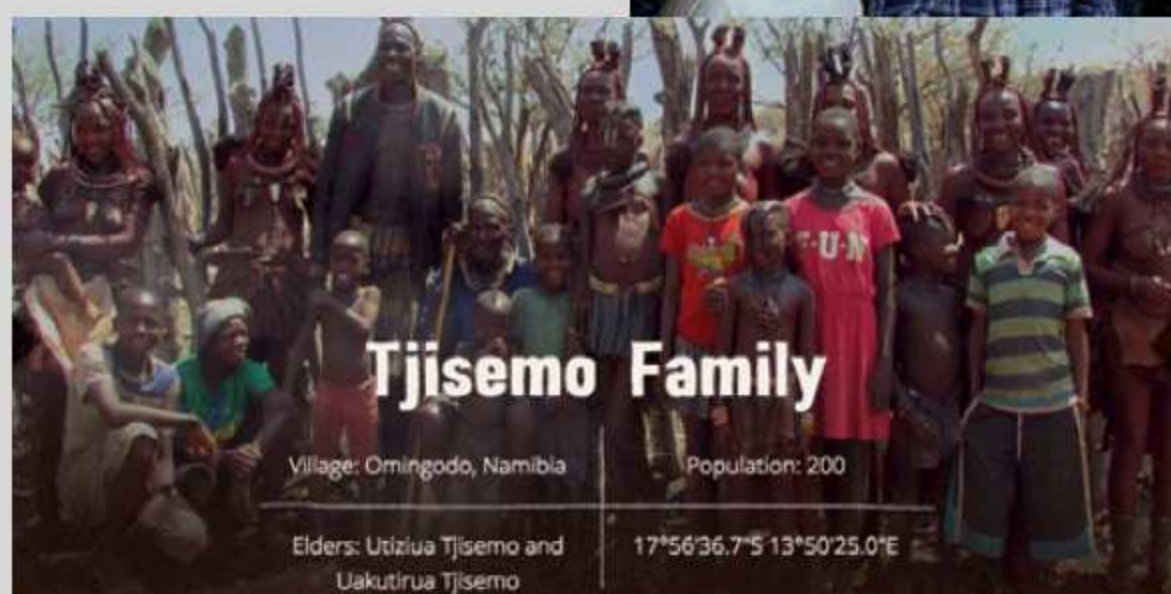 F·U·N
Tjisemo Family
Village: Omingodo, Namibia
Population: 200
Elders: Utiziua Tjisemo and
Uakutirua Tjisemo
17°56'36.7"S 13°50'25.0"E